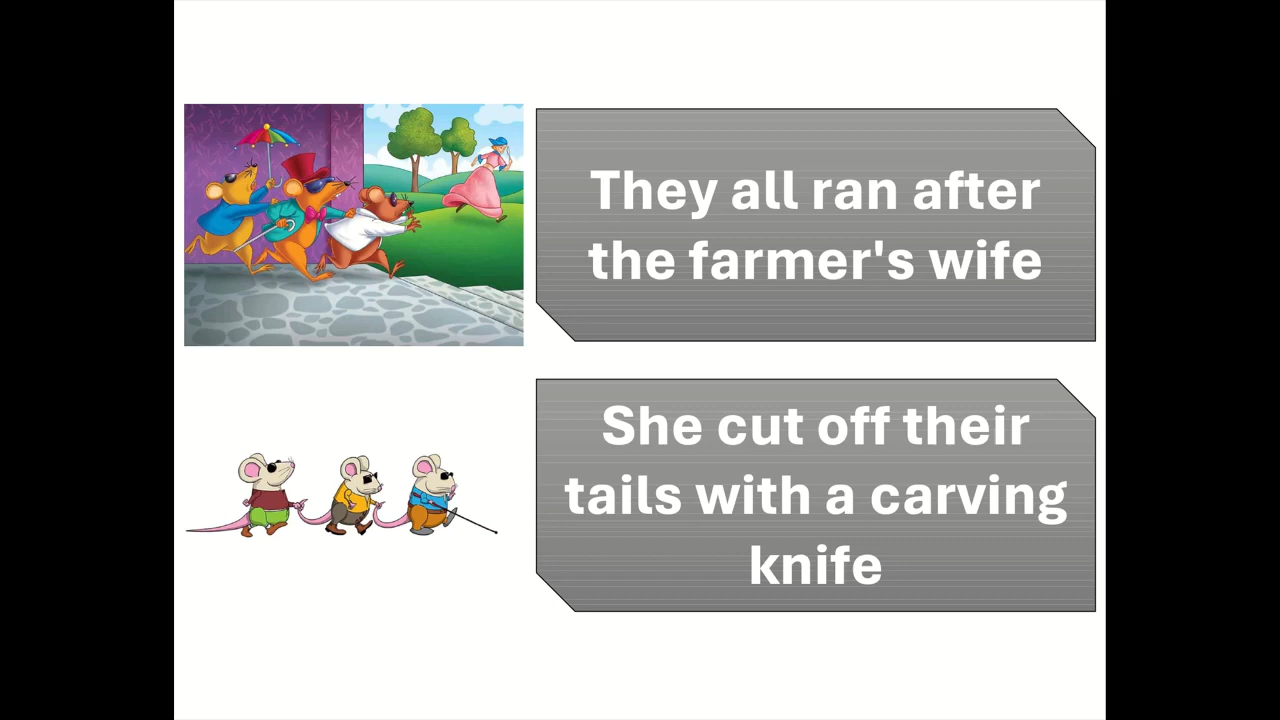 They all ran after
the farmer's wife
She cut off their
tails with a carving
knife